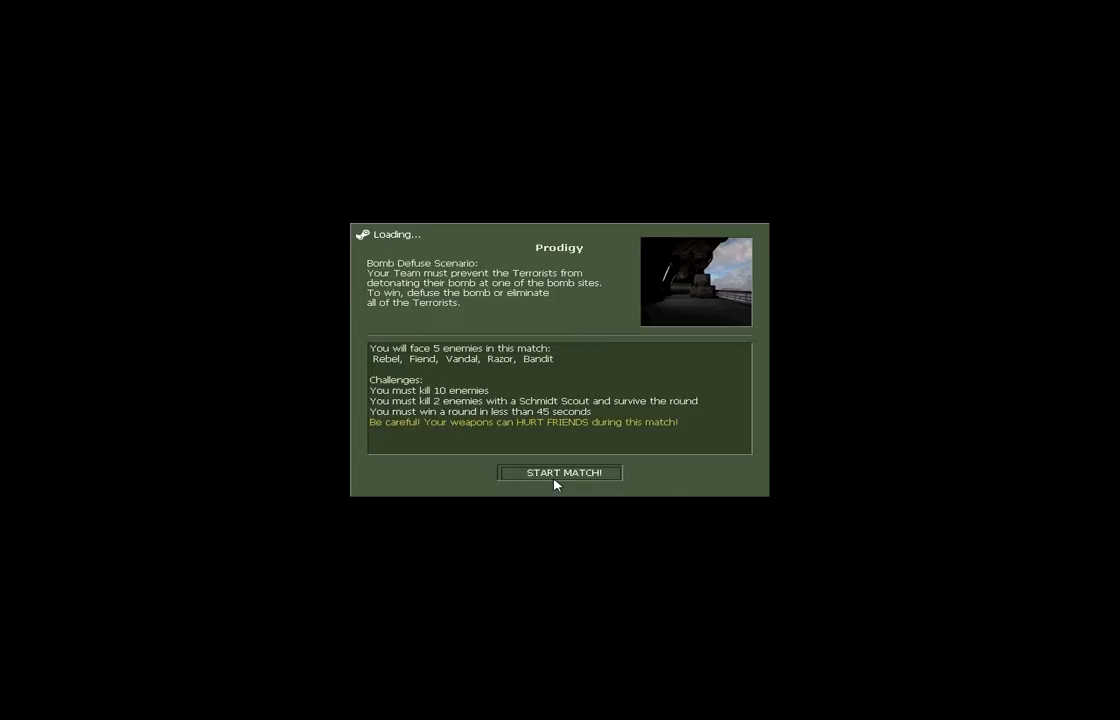 Loading...
Prodigy
Bomb Defuse Scenario:
Your Team must prevent the Terrorists from
detonating their bomb at one of the bomb sites.
To win, defuse the bomb or eliminate
all of the Terrorists.
You will face 5 enemies in this match:
Rebel, Fiend, Vandal, Razor, Bandit
Challenges:
You must kill 10 enemies
You must kill 2 enemies with a Schmidt Scout and survive the round
You must win a round in less than 45 seconds
Be careful! Your weapons can HURT FRIENDS during this match!
START MATCH!